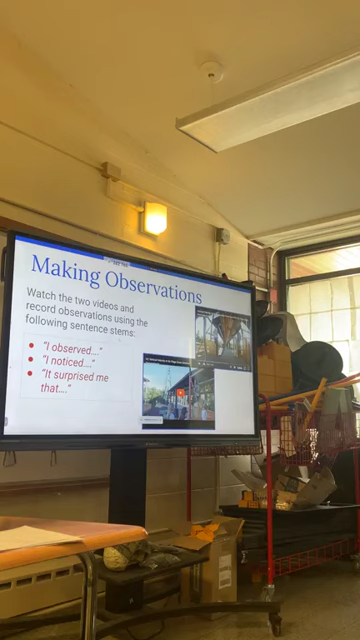 Making Observations
Watch the two videos and
record observations using the
following sentence stems:
"I observed...."
"I noticed...."
"It surprised me
that...."